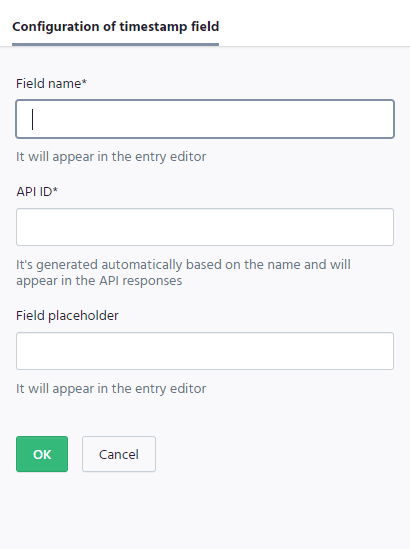 Configuration of timestamp field
Field name*
It will appear in the entry editor
API ID*
It's generated automatically based on the name and will
appear in the API responses
Field placeholder
It will appear in the entry editor
OK Cancel